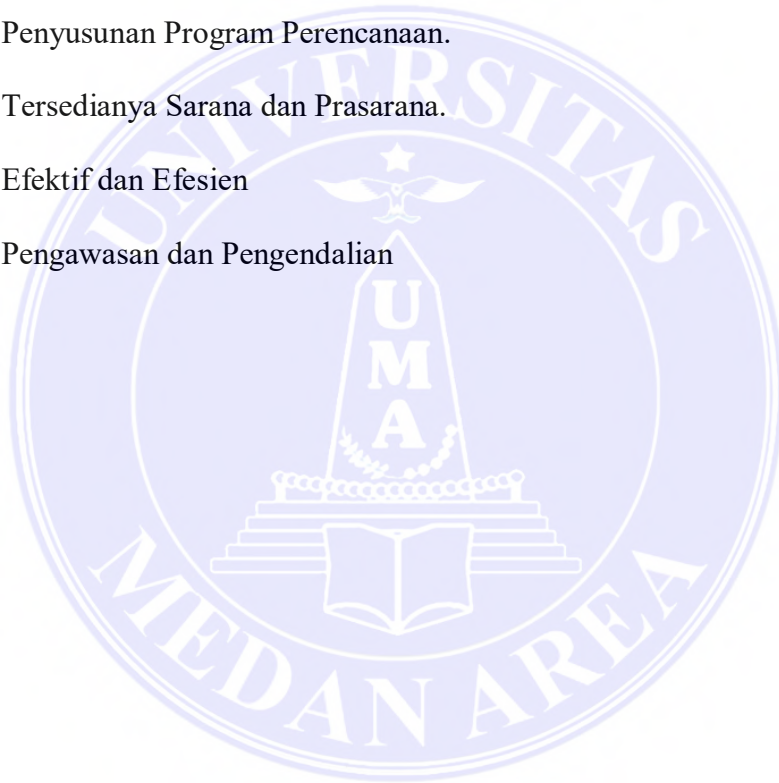 Penyusunan Program Perencanaan.
Tersedianya Sarana dan Prasarana.
Efektif dan Efesien
Pengawasan dan Pengendalian
UNIVERSITAS
UMA
MEDAN AREA